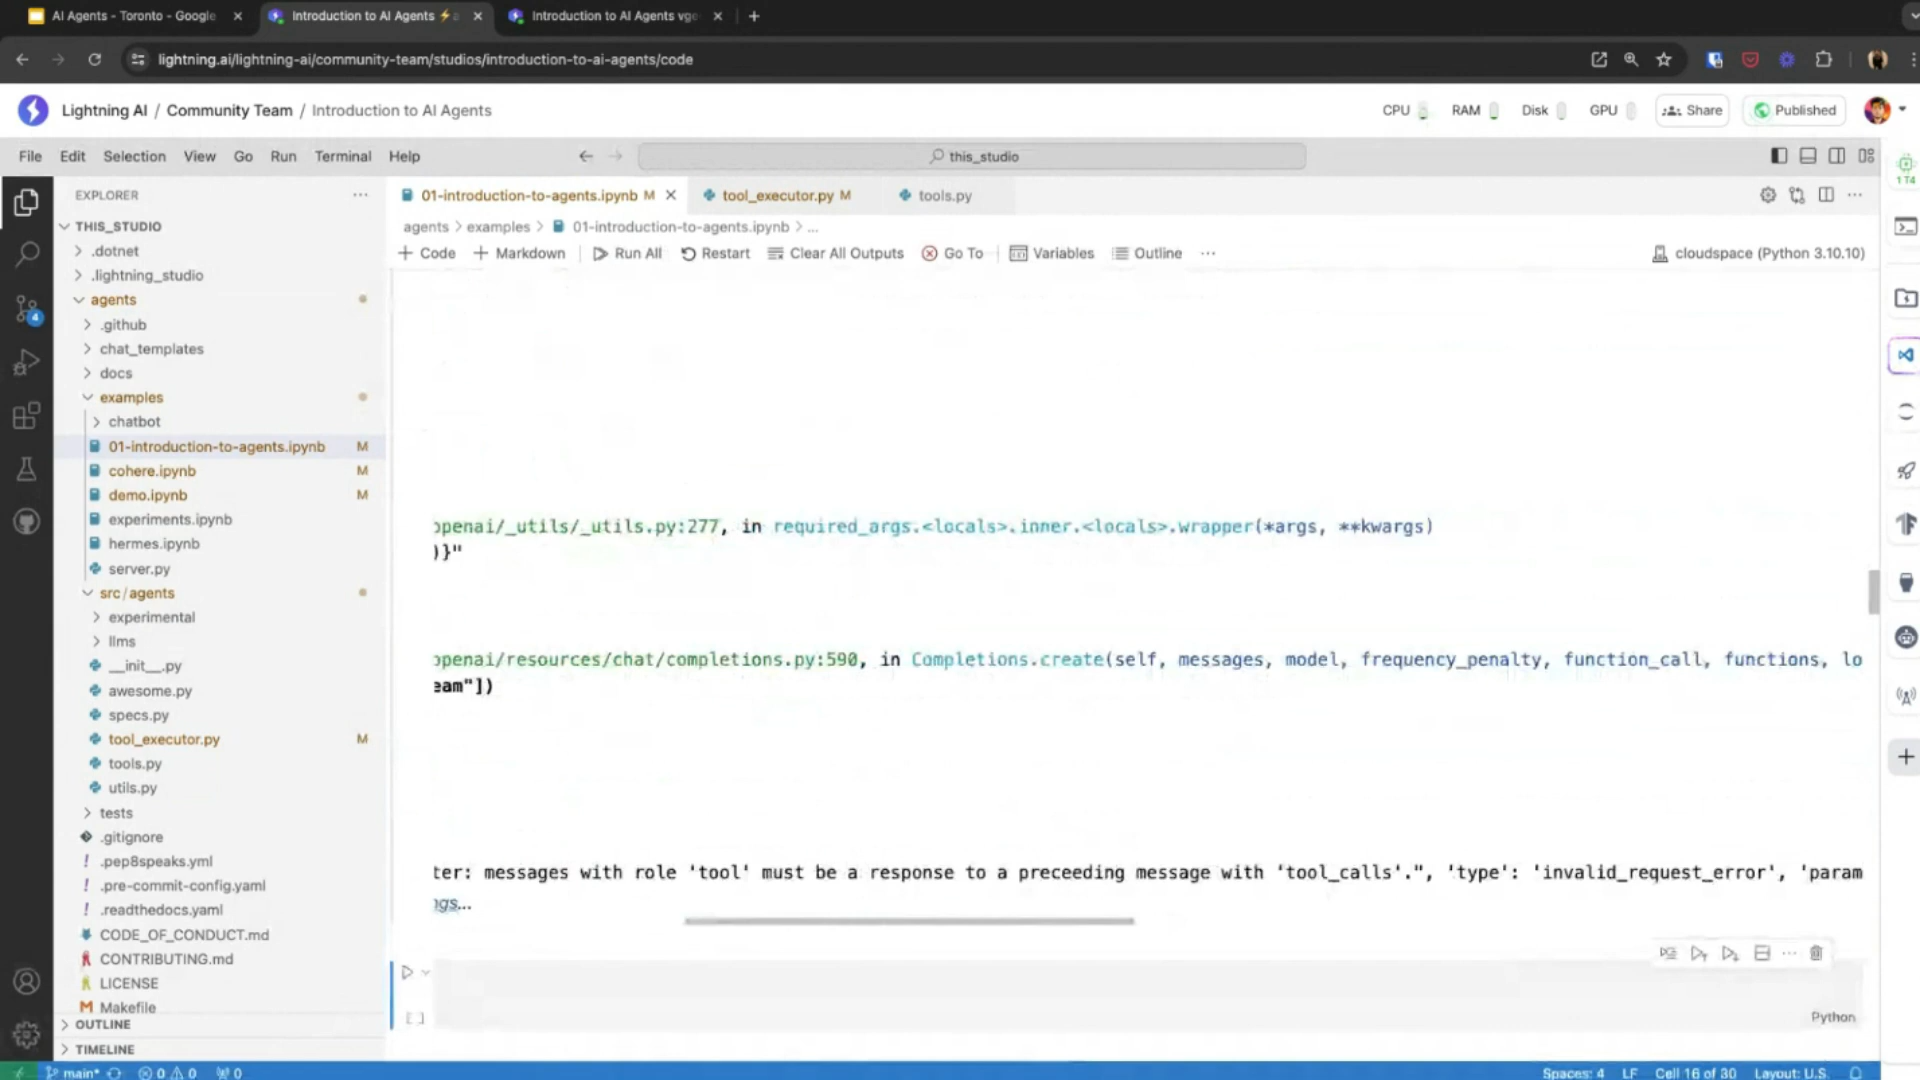 AI Agents - Toronto - Google
Introduction to AI Agents
Introduction to AI Agents
lightning.ai/lightning-ai/community-team/studios/introduction-to-ai-agents/code
Lightning AI / Community Team / Introduction to AI Agents
CPU RAM Disk GPU Share Published
File Edit Selection View Go Run Terminal Help
this_studio
1 T4
EXPLORER
01-introduction-to-agents.ipynb M
tool_executor.py M
tools.py
agents > examples > 01-introduction-to-agents.ipynb > ...
Code Markdown Run All Restart Clear All Outputs Go To Variables Outline ...
cloudspace (Python 3.10.10)
THIS_STUDIO
.dotnet
.lightning_studio
agents
.github
chat_templates
docs
examples
chatbot
01-introduction-to-agents.ipynb M
cohere.ipynb M
demo.ipynb M
experiments.ipynb
hermes.ipynb
server.py
src/agents
experimental
llms
__init__.py
awesome.py
specs.py
tool_executor.py M
tools.py
utils.py
tests
.gitignore
.pep8speaks.yml
.pre-commit-config.yaml
.readthedocs.yaml
CODE_OF_CONDUCT.md
CONTRIBUTING.md
LICENSE
Makefile
OUTLINE
TIMELINE
4
openai/_utils/_utils.py:277, in required_args.<locals>.inner.<locals>.wrapper(*args, **kwargs)
)}"
openai/resources/chat/completions.py:590, in Completions.create(self, messages, model, frequency_penalty, function_call, functions, lo
eam"])
ter: messages with role 'tool' must be a response to a preceeding message with 'tool_calls'.", 'type': 'invalid_request_error', 'param
ngs...
[ ]
Python
main* 0 0 0
Spaces: 4 LF Cell 16 of 30 Layout: U.S.